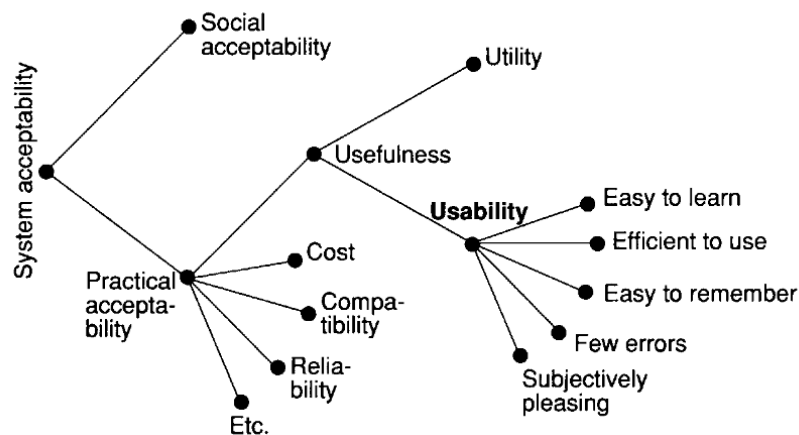 System acceptability
Social
acceptability
Practical
accepta-
bility
Usefulness
Cost
Compa-
tibility
Relia-
bility
Etc.
Utility
Usability
Easy to learn
Efficient to use
Easy to remember
Few errors
Subjectively
pleasing